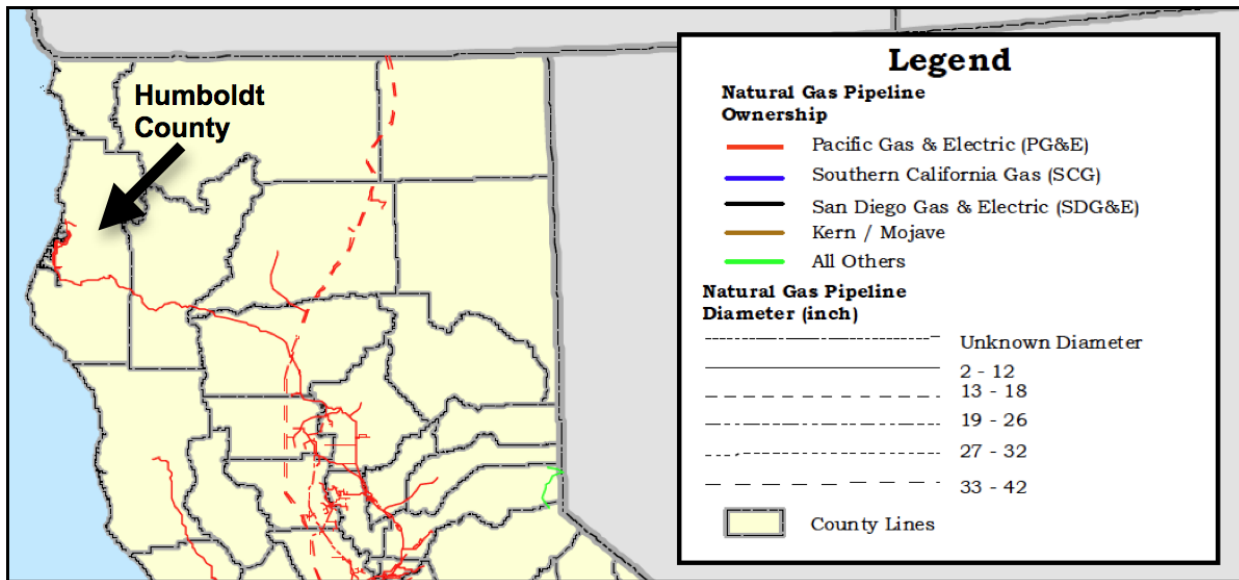 Humboldt
County
Legend
Natural Gas Pipeline
Ownership
Pacific Gas & Electric (PG&E)
Southern California Gas (SCG)
San Diego Gas & Electric (SDG&E)
Kern / Mojave
All Others
Natural Gas Pipeline
Diameter (inch)
Unknown Diameter
2 - 12
13 - 18
19 - 26
27 - 32
33 - 42
County Lines